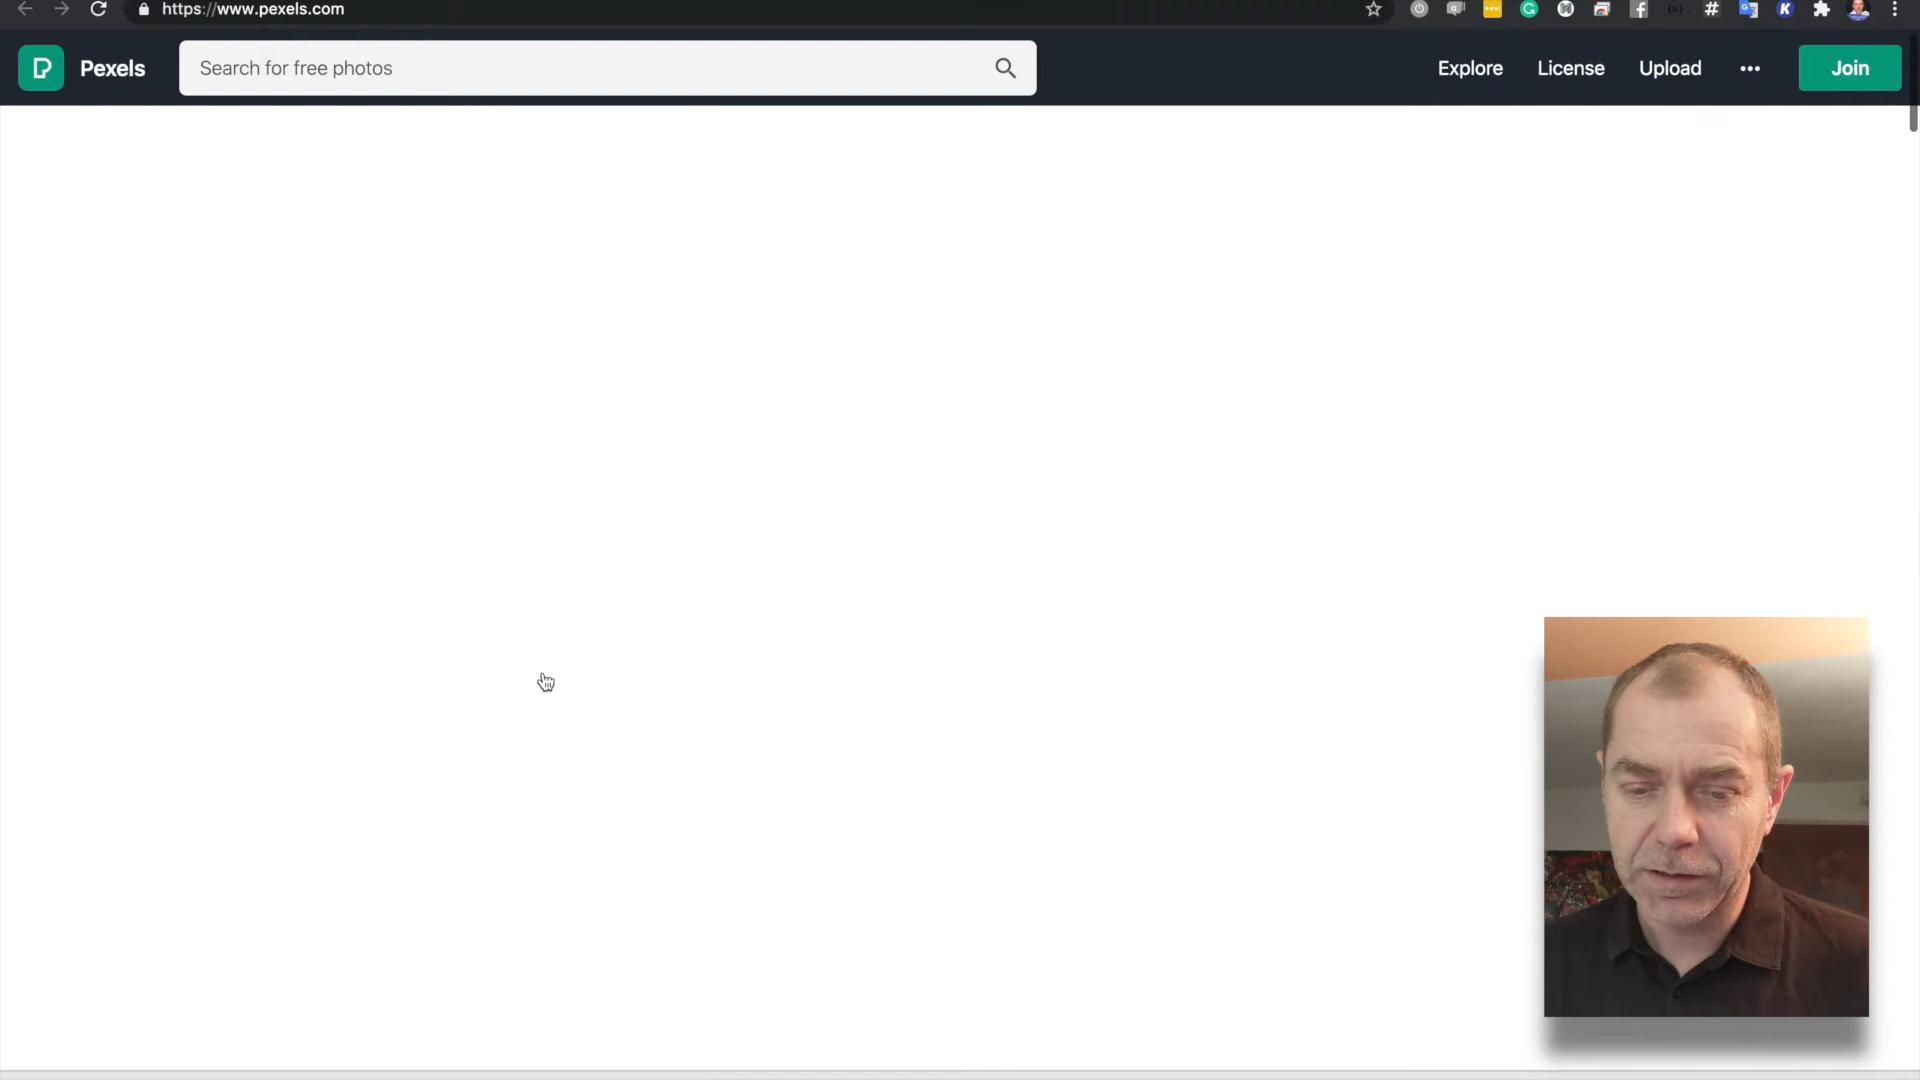 https://www.pexels.com
Pexels
Search for free photos
Explore
License
Upload
Join